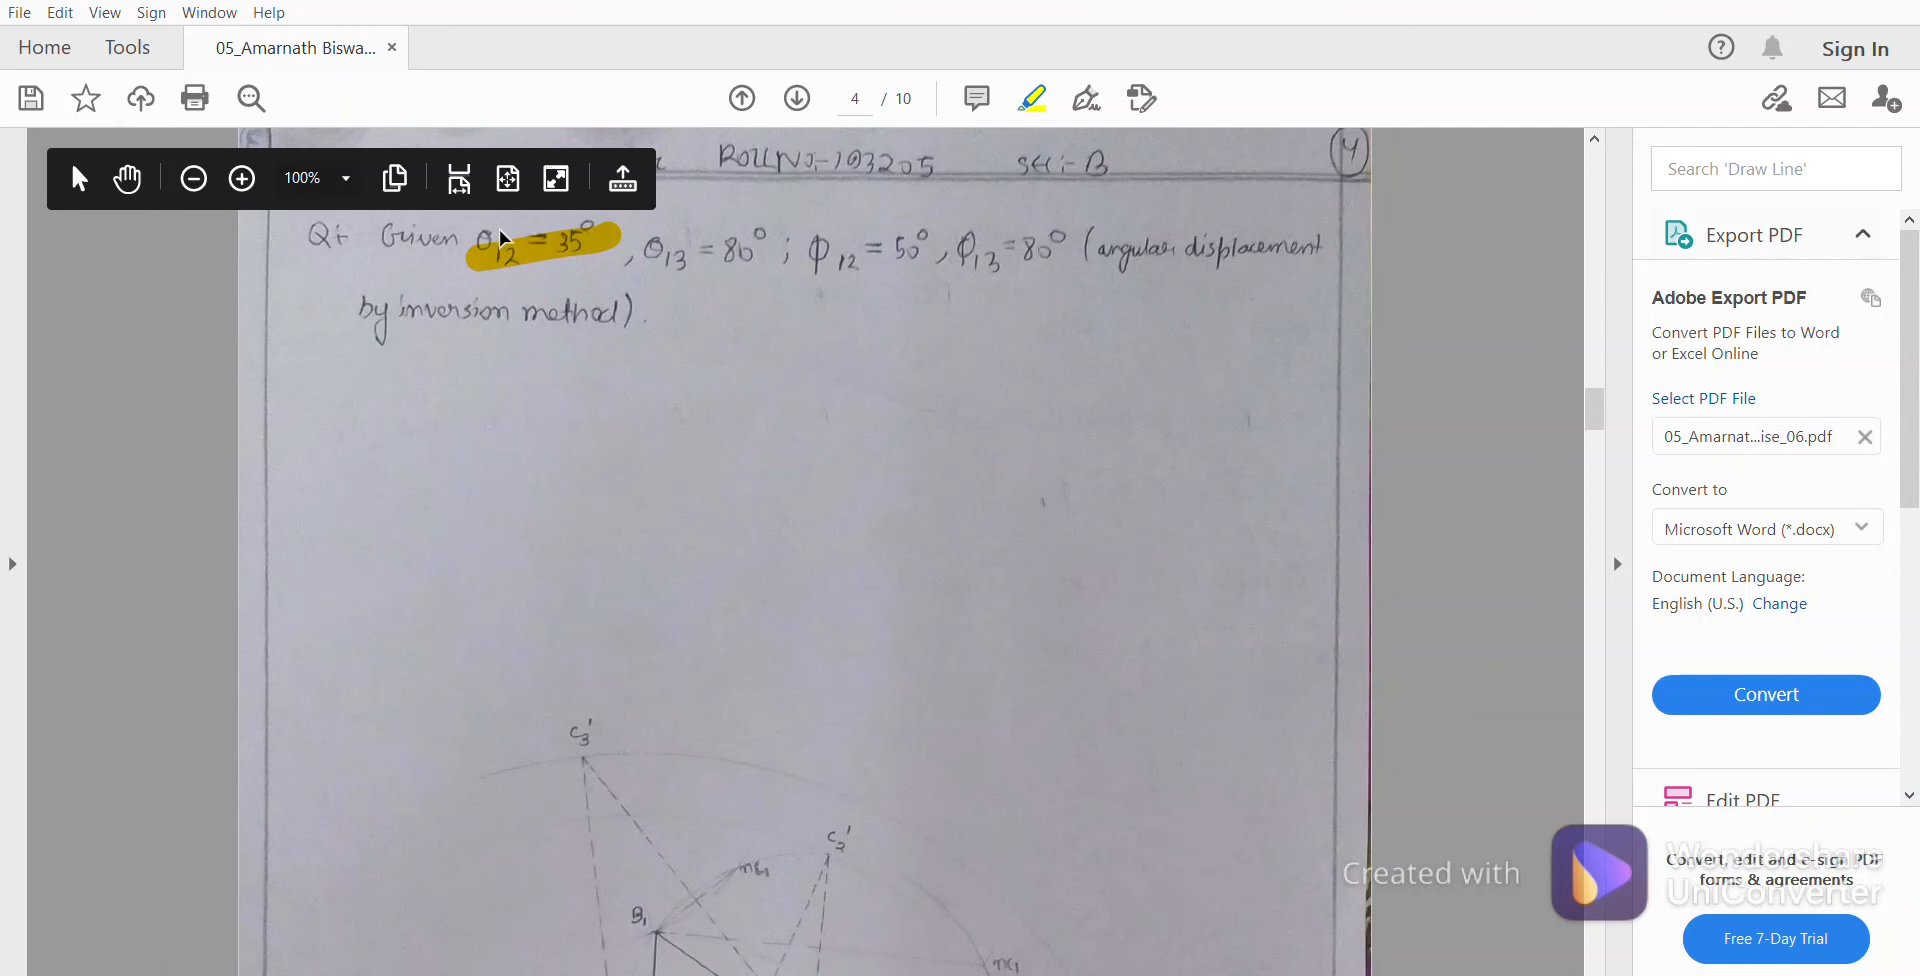 File Edit View Sign Window Help
Home Tools 05_Amarnath Biswa... ×
Sign In
4 / 10
100%
ROLL NO:-193205 SEC:- B 4
Q4 Given θ12 = 35°, θ13 = 80° ; φ12 = 50°, φ13 = 80° (angular displacement
by inversion method).
C3'
C2'
B1
Search 'Draw Line'
Export PDF
Adobe Export PDF
Convert PDF Files to Word
or Excel Online
Select PDF File
05_Amarnat...ise_06.pdf
Convert to
Microsoft Word (*.docx)
Document Language:
English (U.S.) Change
Convert
Edit PDF
Convert, edit and e-sign PDF
forms & agreements
Free 7-Day Trial
Created with
Wondershare
UniConverter